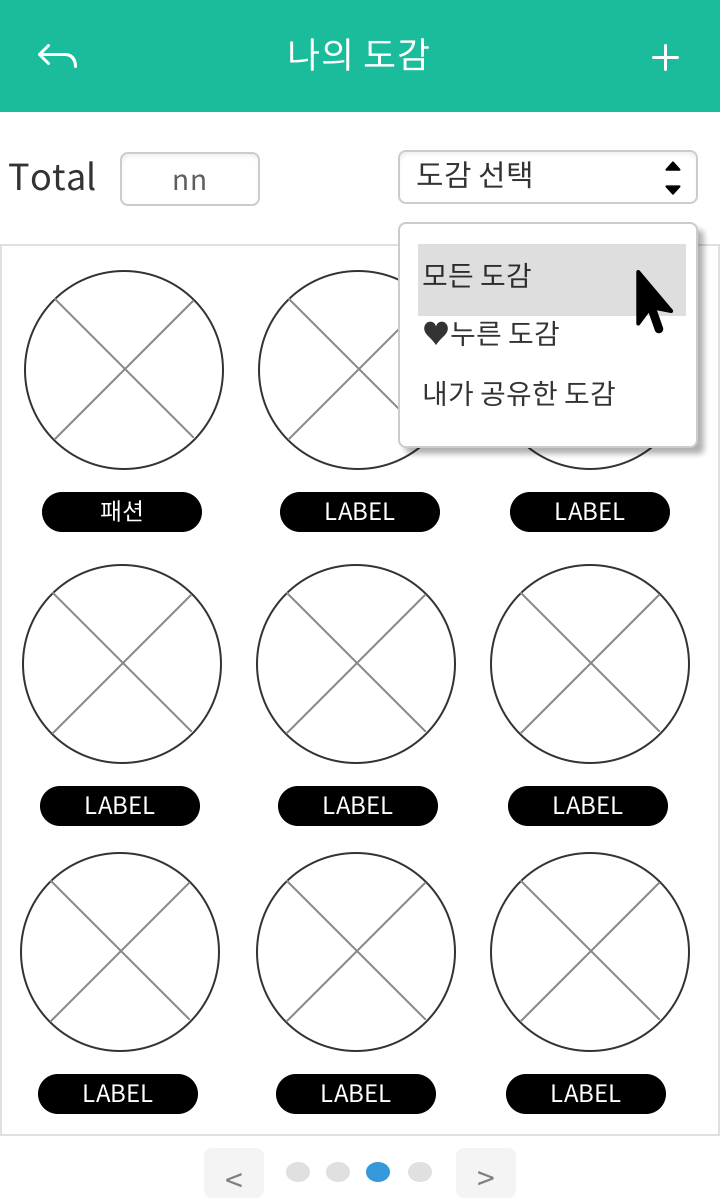 나의 도감
Total nn 도감 선택
모든 도감
♥누른 도감
내가 공유한 도감
패션 LABEL LABEL
LABEL LABEL LABEL
LABEL LABEL LABEL
< >